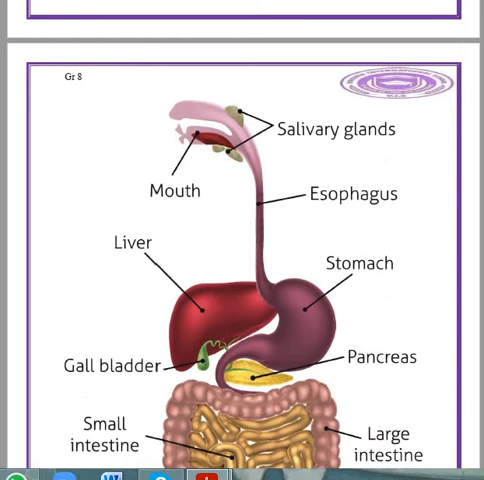 Gr 8
Salivary glands
Mouth
Esophagus
Liver
Stomach
Gall bladder
Pancreas
Small
intestine
Large
intestine